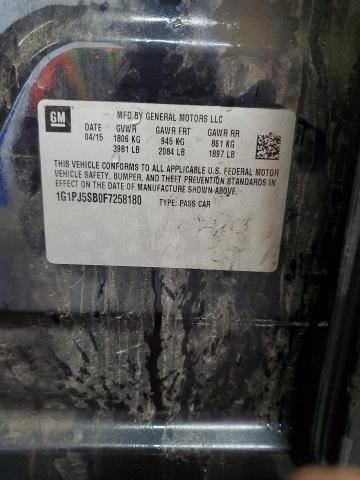 GM
MFD BY GENERAL MOTORS LLC
DATE GVWR GAWR FRT GAWR RR
04/15 1806 KG 945 KG 861 KG
3981 LB 2084 LB 1897 LB
THIS VEHICLE CONFORMS TO ALL APPLICABLE U.S. FEDERAL MOTOR
VEHICLE SAFETY, BUMPER, AND THEFT PREVENTION STANDARDS IN
EFFECT ON THE DATE OF MANUFACTURE SHOWN ABOVE.
1G1PJ5SB0F7258180 TYPE: PASS CAR